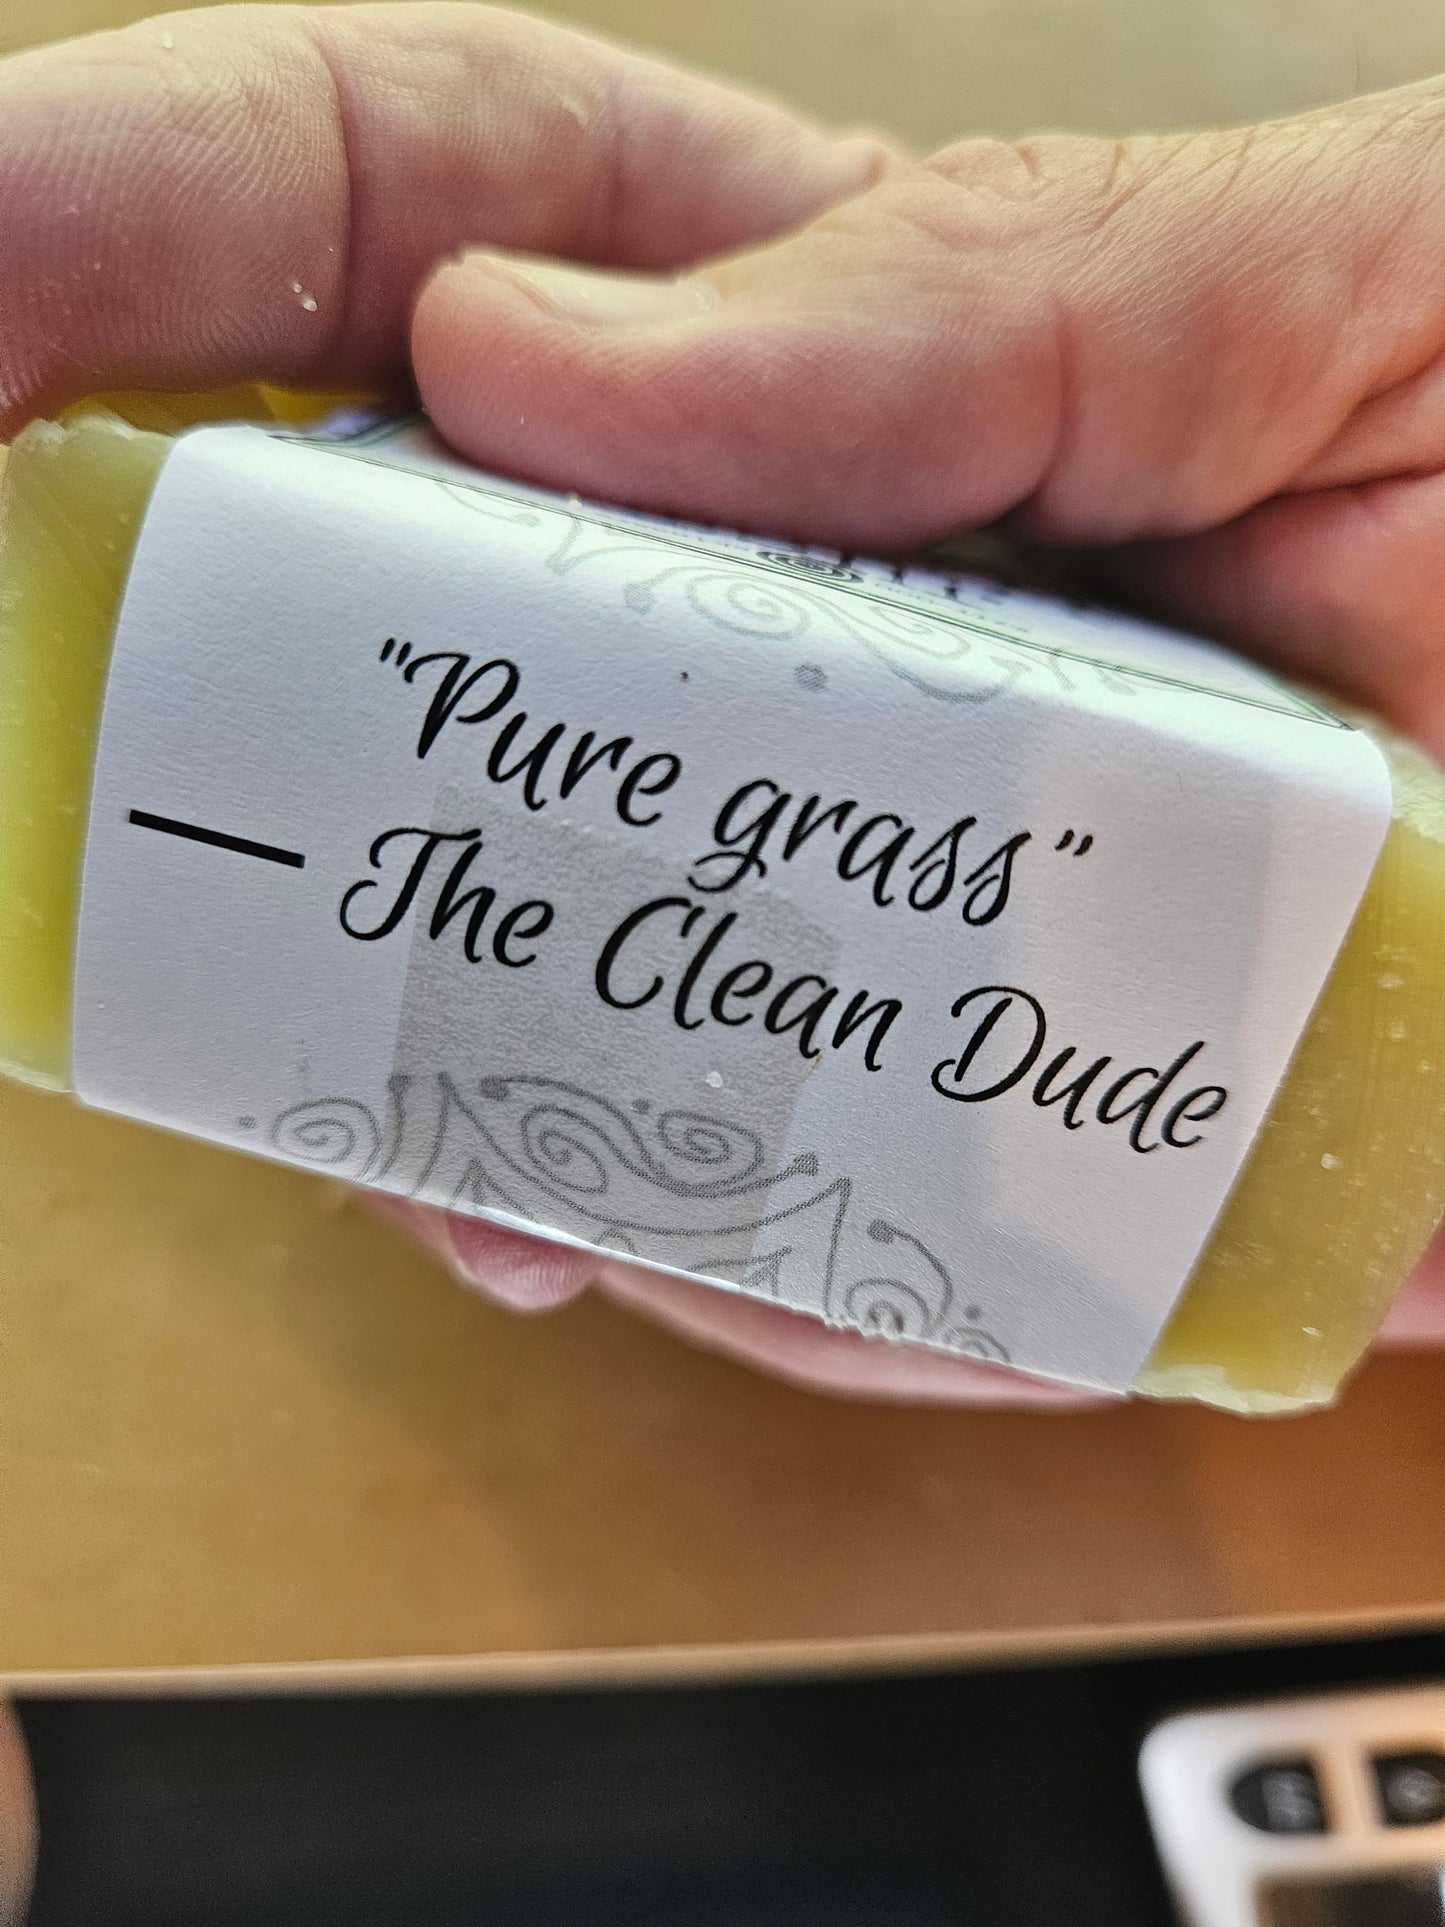 "Pure grass"
— The Clean Dude